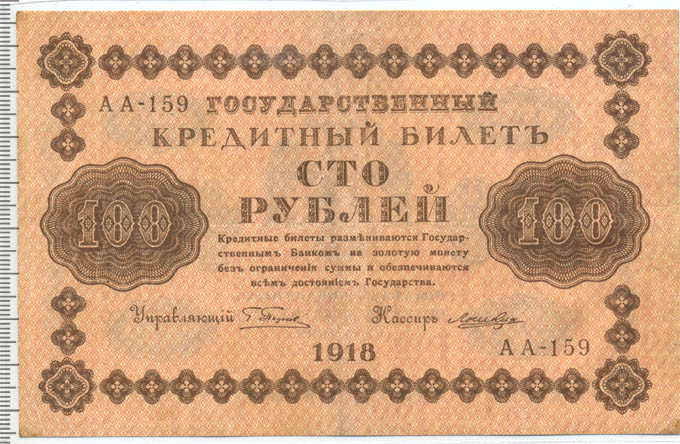 АА-159 ГОСУДАРСТВЕННЫЙ
КРЕДИТНЫЙ БИЛЕТЪ
СТО
РУБЛЕЙ
100
100
Кредитные билеты размѣниваются Государ-
ственнымъ Банкомъ на золотую монету
безъ ограниченія суммы и обезпечиваются
всѣмъ достояніемъ Государства.
Управляющій
Кассиръ
1918
АА-159